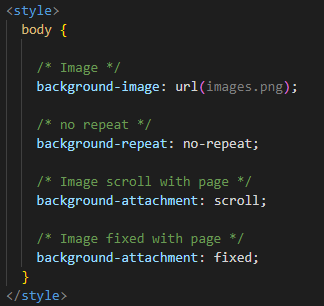 <style>
body {
/* Image */
background-image: url(images.png);
/* no repeat */
background-repeat: no-repeat;
/* Image scroll with page */
background-attachment: scroll;
/* Image fixed with page */
background-attachment: fixed;
}
</style>